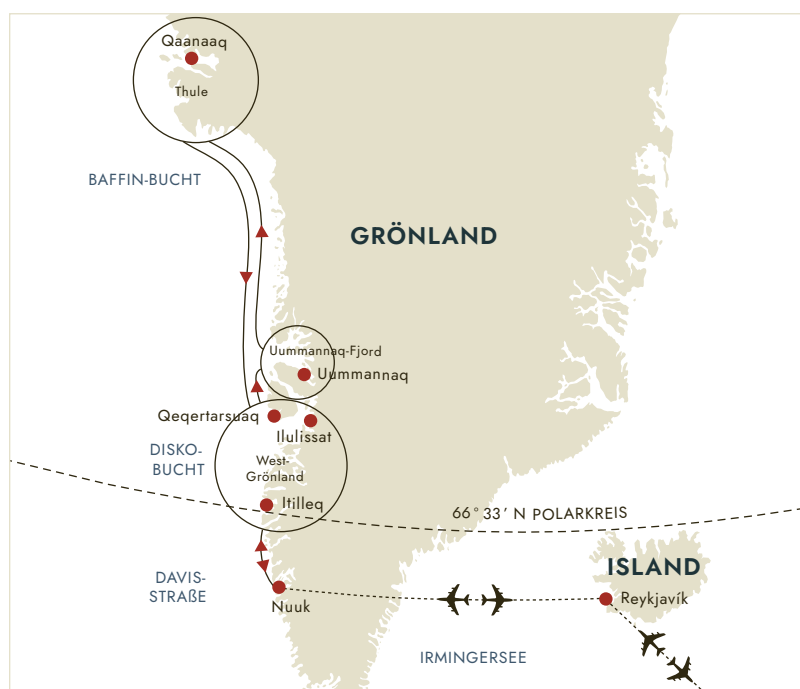 Qaanaaq
Thule
BAFFIN-BUCHT
GRÖNLAND
Uummannaq-Fjord
Uummannaq
Qeqertarsuaq
Ilulissat
DISKO-
BUCHT
West-
Grönland
Itilleq
66° 33’ N POLARKREIS
DAVIS-
STRAßE
Nuuk
ISLAND
Reykjavík
IRMINGERSEE